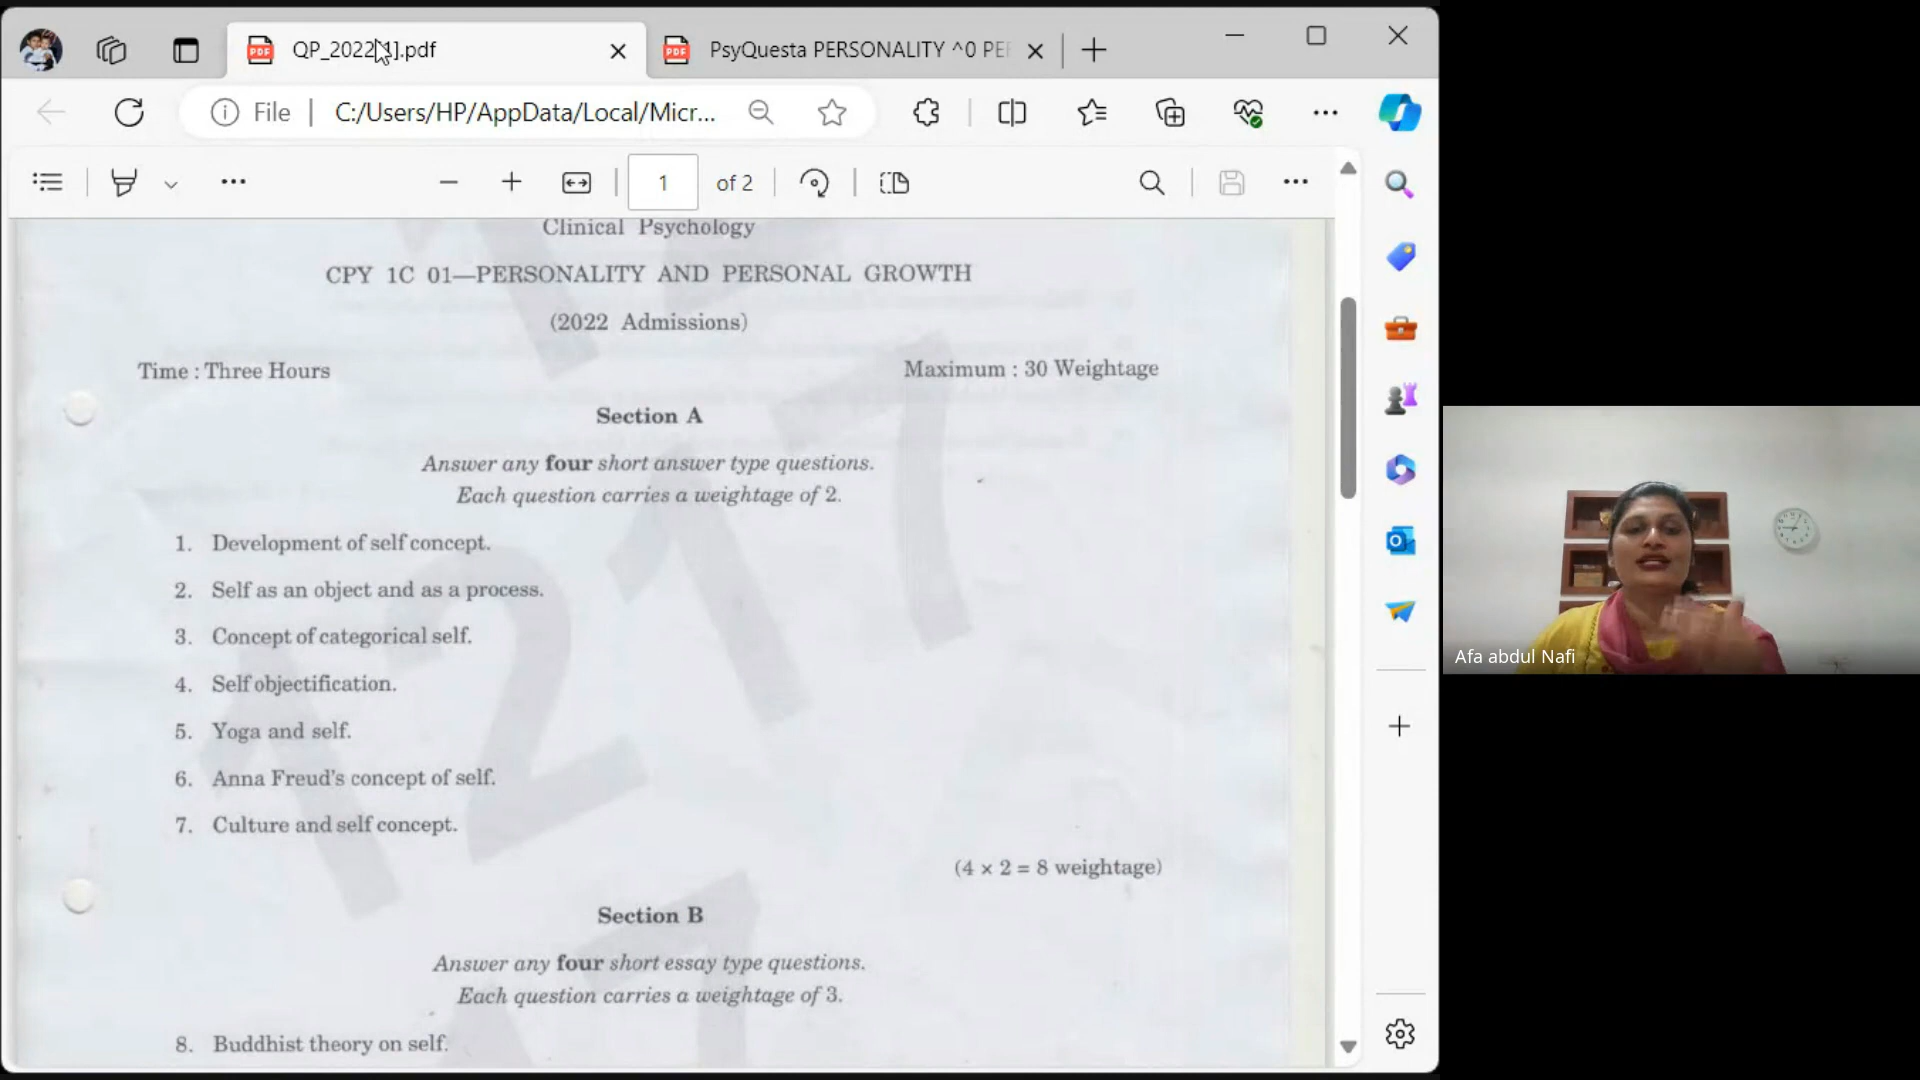 QP_2022[1].pdf
PsyQuesta PERSONALITY ^0 PE
File
C:/Users/HP/AppData/Local/Micr...
1 of 2
Clinical Psychology
CPY 1C 01—PERSONALITY AND PERSONAL GROWTH
(2022 Admissions)
Time : Three Hours
Maximum : 30 Weightage
Section A
Answer any four short answer type questions.
Each question carries a weightage of 2.
1. Development of self concept.
2. Self as an object and as a process.
3. Concept of categorical self.
4. Self objectification.
5. Yoga and self.
6. Anna Freud's concept of self.
7. Culture and self concept.
(4 × 2 = 8 weightage)
Section B
Answer any four short essay type questions.
Each question carries a weightage of 3.
8. Buddhist theory on self.
Afa abdul Nafi